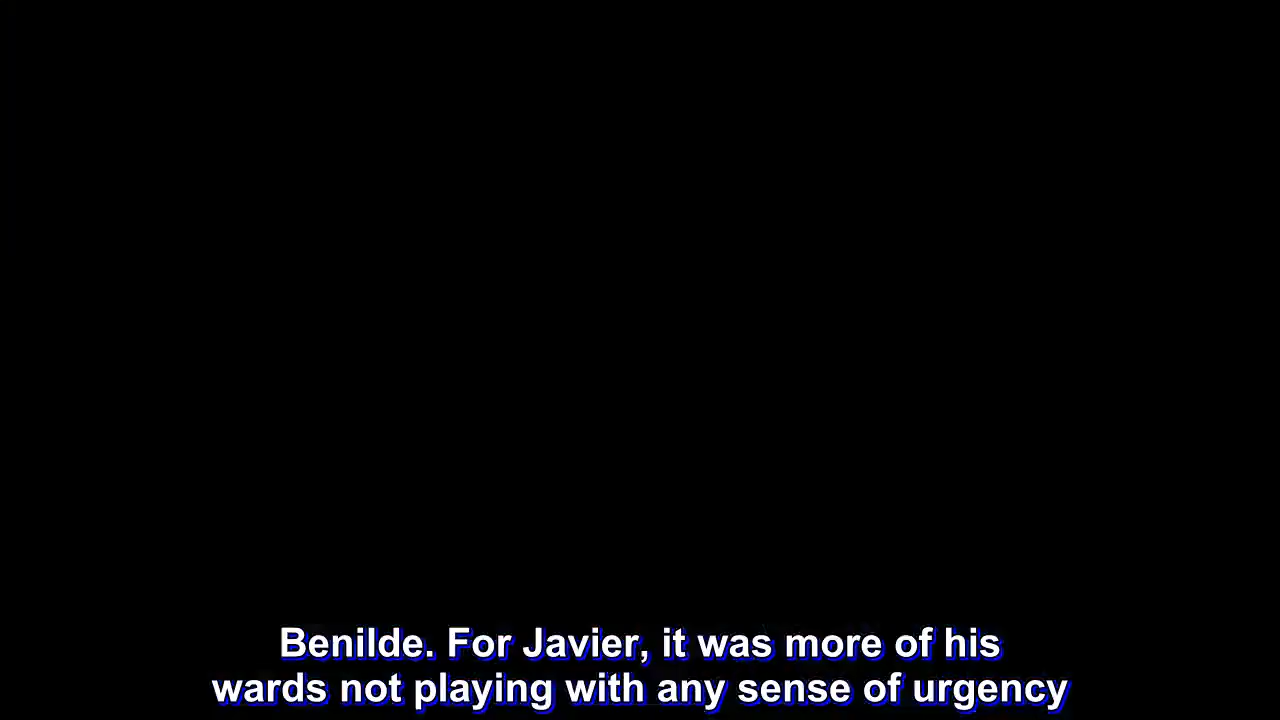 Benilde. For Javier, it was more of his
wards not playing with any sense of urgency